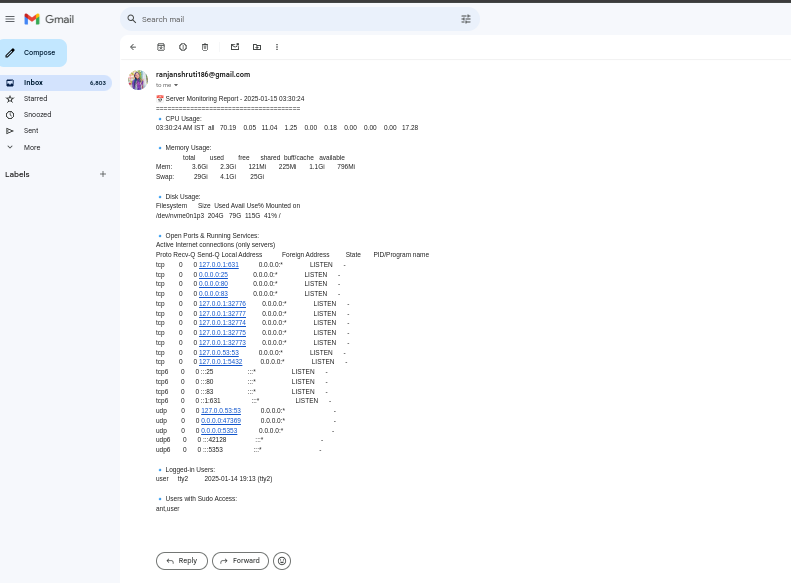 Gmail
Search mail
Compose
Inbox 6,803
Starred
Snoozed
Sent
More
Labels
ranjanshruti186@gmail.com
to me
Server Monitoring Report - 2025-01-15 03:30:24
=====================================
CPU Usage:
03:30:24 AM IST all 70.19 0.05 11.04 1.25 0.00 0.18 0.00 0.00 0.00 17.28
Memory Usage:
total used free shared buff/cache available
Mem: 3.6Gi 2.3Gi 121Mi 225Mi 1.1Gi 796Mi
Swap: 29Gi 4.1Gi 25Gi
Disk Usage:
Filesystem Size Used Avail Use% Mounted on
/dev/nvme0n1p3 204G 79G 115G 41% /
Open Ports & Running Services:
Active Internet connections (only servers)
Proto Recv-Q Send-Q Local Address Foreign Address State PID/Program name
tcp 0 0 127.0.0.1:631 0.0.0.0:* LISTEN -
tcp 0 0 0.0.0.0:25 0.0.0.0:* LISTEN -
tcp 0 0 0.0.0.0:80 0.0.0.0:* LISTEN -
tcp 0 0 0.0.0.0:83 0.0.0.0:* LISTEN -
tcp 0 0 127.0.0.1:32776 0.0.0.0:* LISTEN -
tcp 0 0 127.0.0.1:32777 0.0.0.0:* LISTEN -
tcp 0 0 127.0.0.1:32774 0.0.0.0:* LISTEN -
tcp 0 0 127.0.0.1:32775 0.0.0.0:* LISTEN -
tcp 0 0 127.0.0.1:32773 0.0.0.0:* LISTEN -
tcp 0 0 127.0.0.53:53 0.0.0.0:* LISTEN -
tcp 0 0 127.0.0.1:5432 0.0.0.0:* LISTEN -
tcp6 0 0 :::25 :::* LISTEN -
tcp6 0 0 :::80 :::* LISTEN -
tcp6 0 0 :::83 :::* LISTEN -
tcp6 0 0 ::1:631 :::* LISTEN -
udp 0 0 127.0.0.53:53 0.0.0.0:* -
udp 0 0 0.0.0.0:47369 0.0.0.0:* -
udp 0 0 0.0.0.0:5353 0.0.0.0:* -
udp6 0 0 :::42128 :::* -
udp6 0 0 :::5353 :::* -
Logged-in Users:
user tty2 2025-01-14 19:13 (tty2)
Users with Sudo Access:
ant,user
Reply
Forward